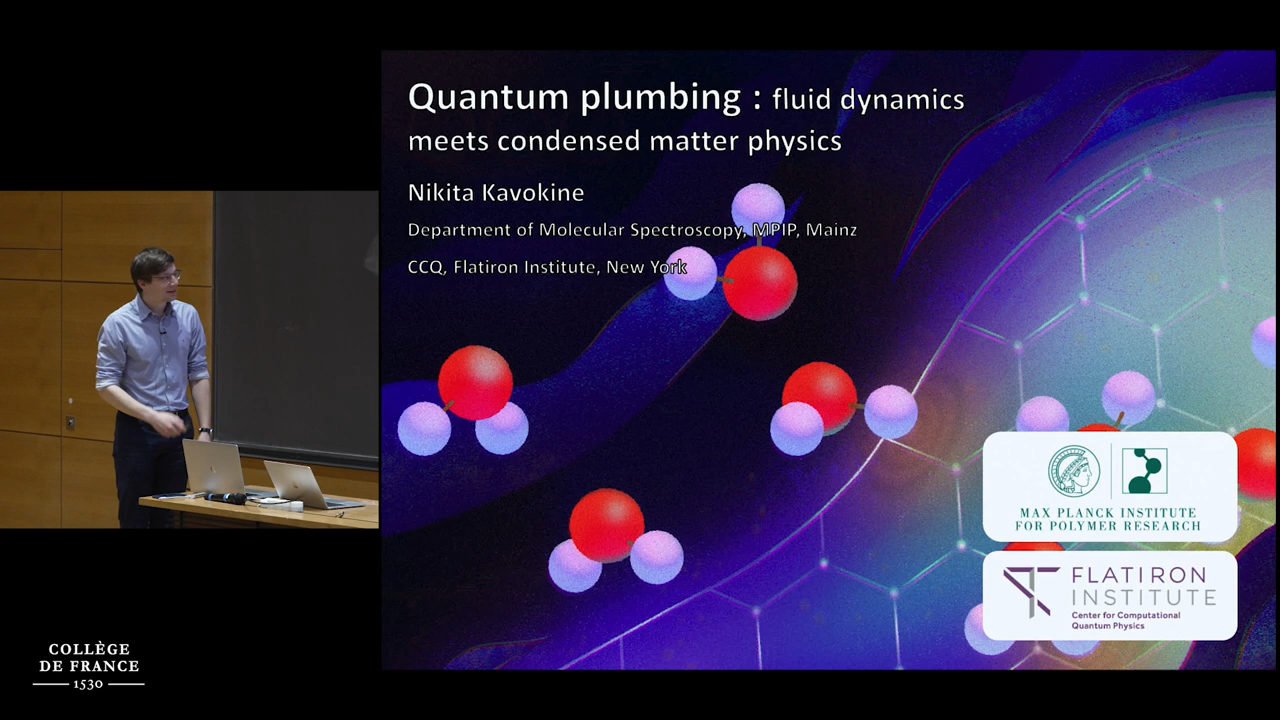 Quantum plumbing : fluid dynamics
meets condensed matter physics
Nikita Kavokine
Department of Molecular Spectroscopy, MPIP, Mainz
CCQ, Flatiron Institute, New York
MAX PLANCK INSTITUTE
FOR POLYMER RESEARCH
FLATIRON
INSTITUTE
Center for Computational
Quantum Physics
COLLÈGE
DE FRANCE
1530